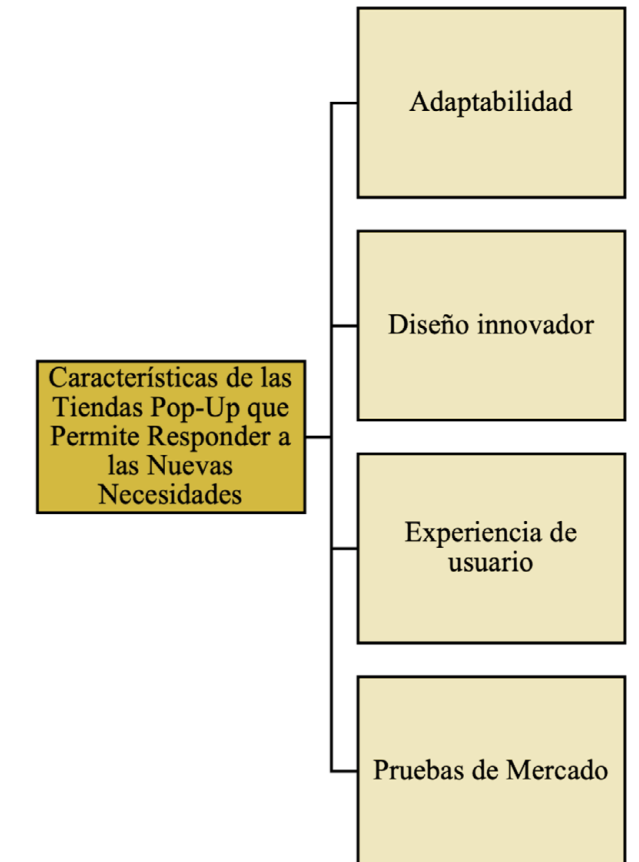 Adaptabilidad
Diseño innovador
Características de las
Tiendas Pop-Up que
Permite Responder a
las Nuevas
Necesidades
Experiencia de
usuario
Pruebas de Mercado